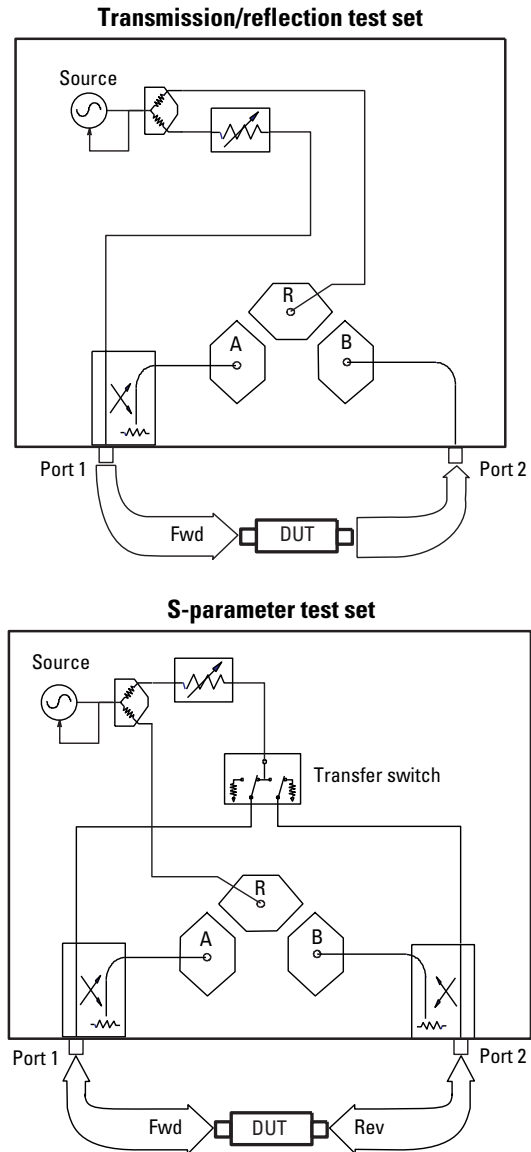 Transmission/reflection test set
Source
R
A
B
Port 1
Port 2
Fwd
DUT
S-parameter test set
Source
Transfer switch
R
A
B
Port 1
Port 2
Fwd
DUT
Rev